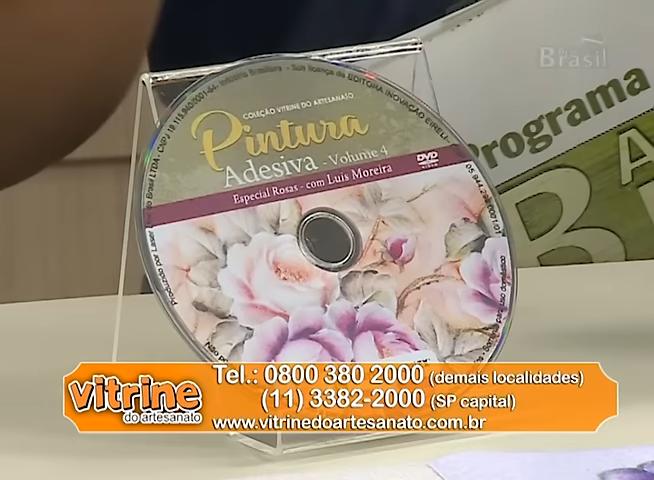 Brasil
Programa
A
COLEÇÃO VITRINE DO ARTESANATO
Pintura
Adesiva - Volume 4
DVD
VIDEO
Especial Rosas - com Luis Moreira
vitrine
do artesanato
Tel.: 0800 380 2000 (demais localidades)
(11) 3382-2000 (SP capital)
www.vitrinedoartesanato.com.br